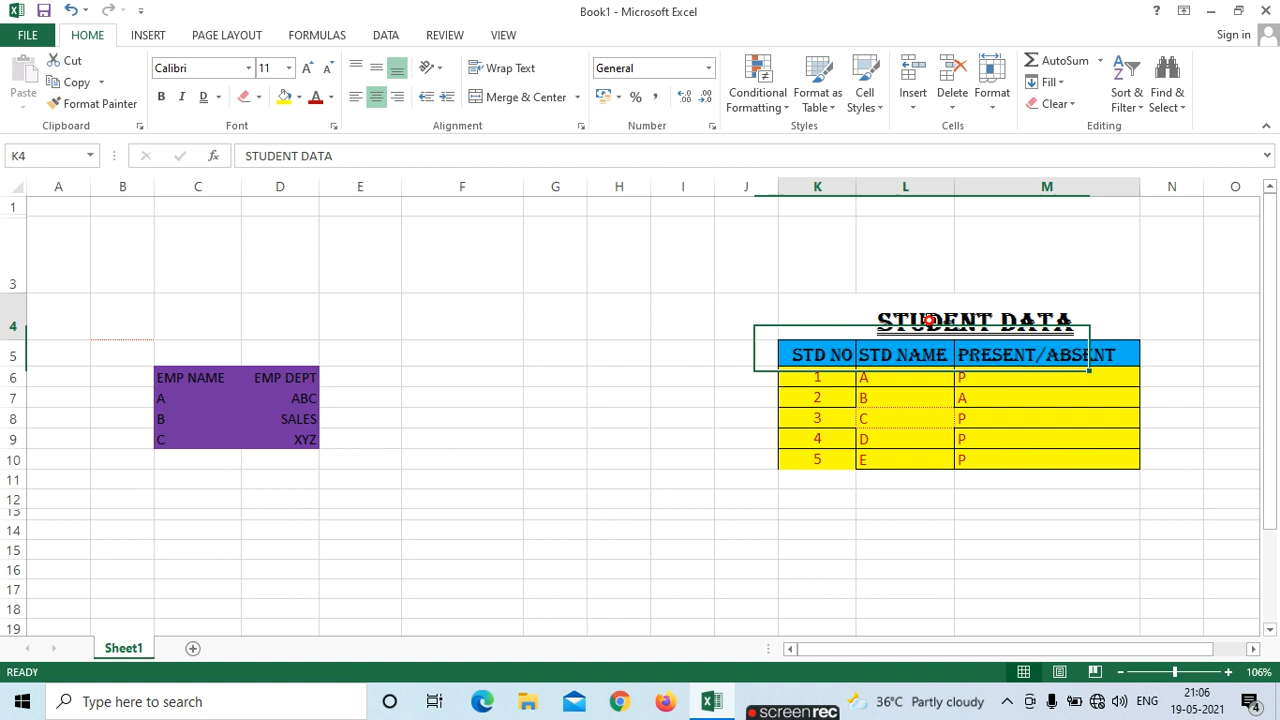 Book1 - Microsoft Excel
?
FILE HOME INSERT PAGE LAYOUT FORMULAS DATA REVIEW VIEW Sign in
Paste Cut Copy Format Painter Clipboard
Calibri 11 A A B I D A Font
Wrap Text Merge & Center Alignment
General % , Number
Conditional Formatting Format as Table Cell Styles Styles
Insert Delete Format Cells
AutoSum Fill Clear Sort & Filter Find & Select Editing
K4 fx STUDENT DATA
A B C D E F G H I J K L M N O
1
3
4 STUDENT DATA
5 STD NO STD NAME PRESENT/ABSENT
6 EMP NAME EMP DEPT 1 A P
7 A ABC 2 B A
8 B SALES 3 C P
9 C XYZ 4 D P
10 5 E P
11
12
13
14
15
16
17
18
19
Sheet1
READY 106%
Type here to search 36°C Partly cloudy ENG 21:06
19-05-2021 4
screenrec